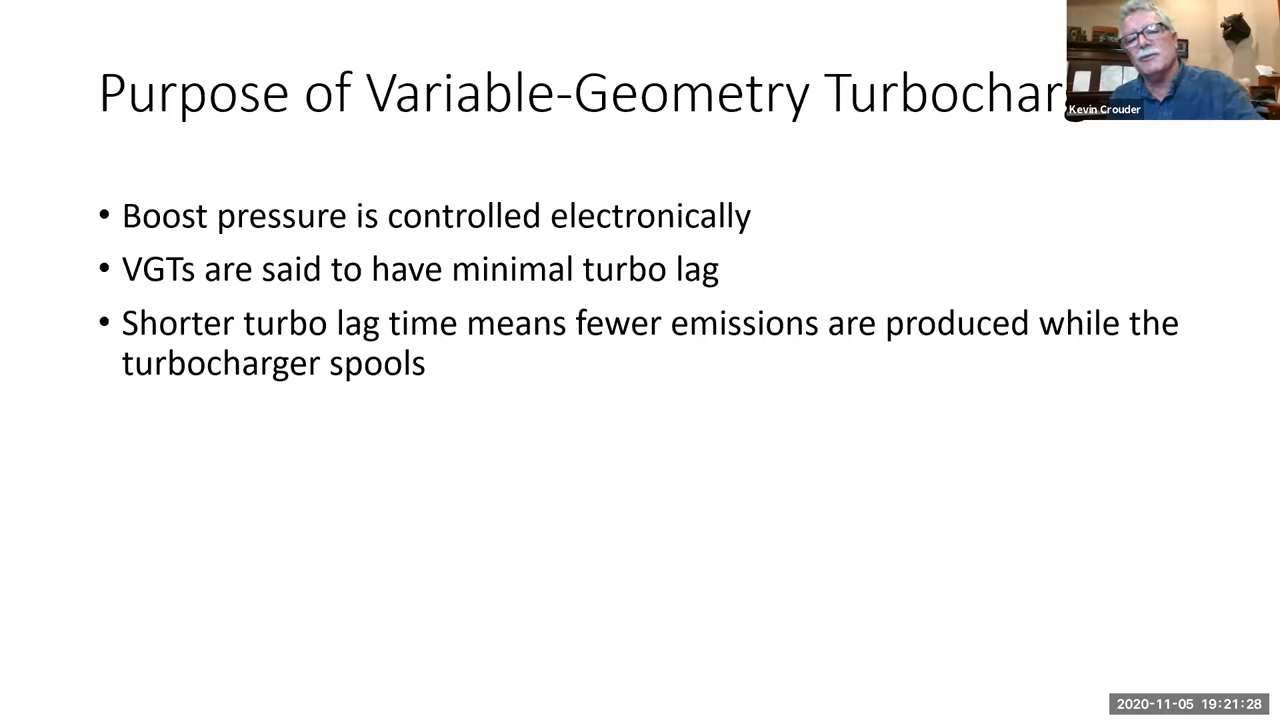 Purpose of Variable-Geometry Turbocharg
Kevin Crouder
• Boost pressure is controlled electronically
• VGTs are said to have minimal turbo lag
• Shorter turbo lag time means fewer emissions are produced while the
turbocharger spools
2020-11-05 19:21:28